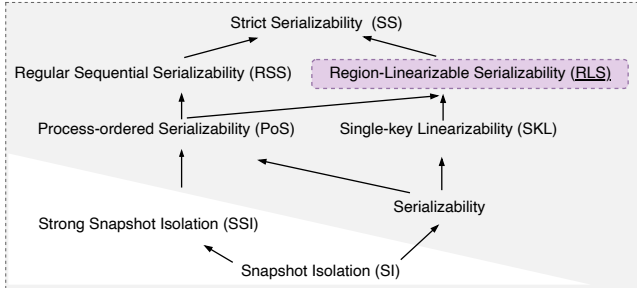 Strict Serializability (SS)
Regular Sequential Serializability (RSS)
Region-Linearizable Serializability (RLS)
Process-ordered Serializability (PoS)
Single-key Linearizability (SKL)
Serializability
Strong Snapshot Isolation (SSI)
Snapshot Isolation (SI)